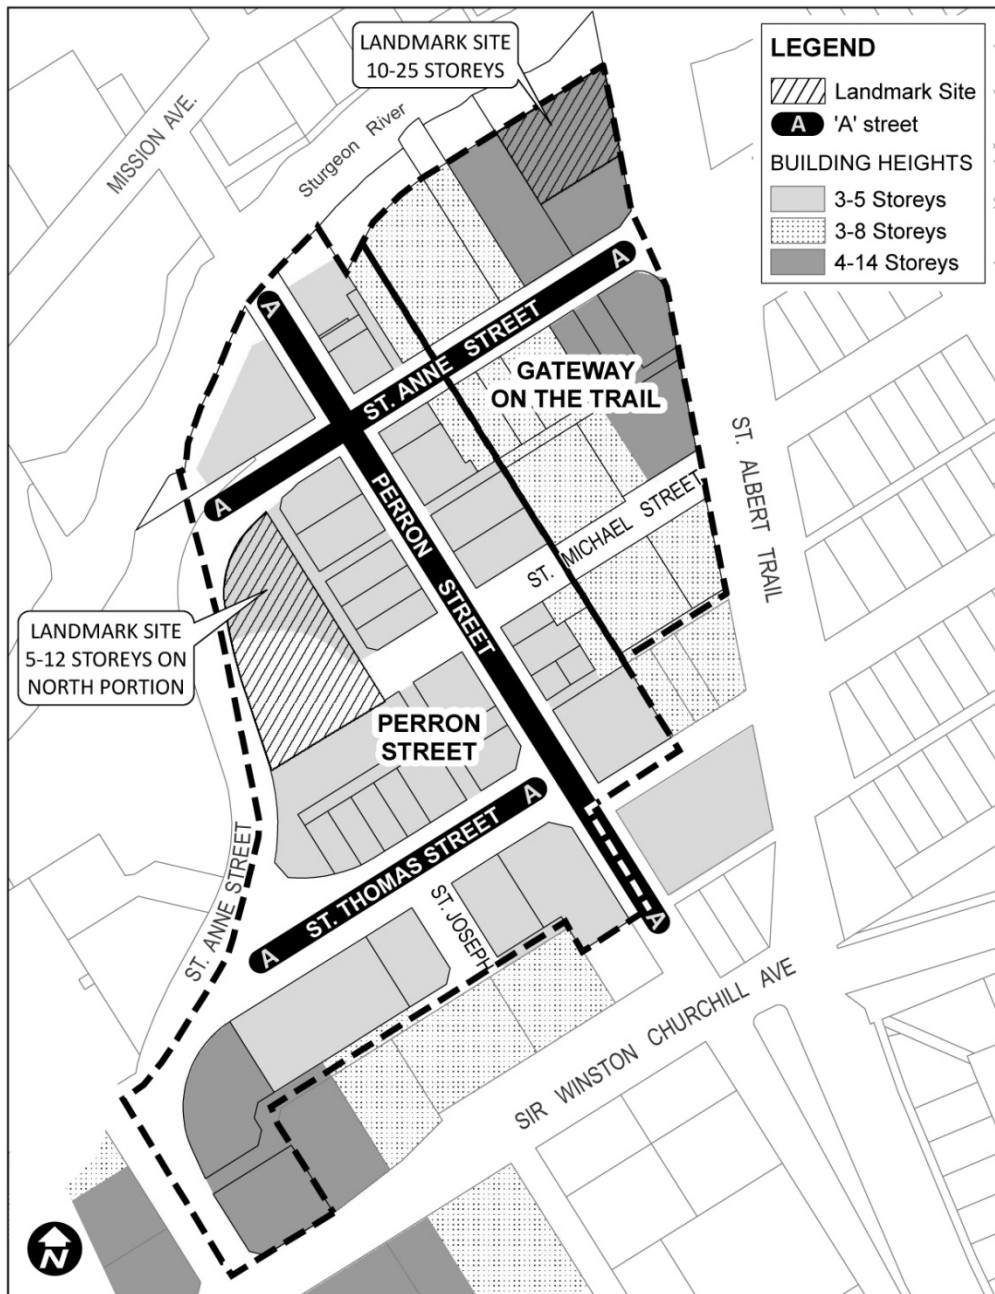 LANDMARK SITE
10-25 STOREYS
LEGEND
Landmark Site
A 'A' street
BUILDING HEIGHTS
3-5 Storeys
3-8 Storeys
4-14 Storeys
MISSION AVE.
Sturgeon River
A
A
ST. ANNE STREET
A
GATEWAY
ON THE TRAIL
PERRON STREET
ST. MICHAEL STREET
ST. ALBERT TRAIL
LANDMARK SITE
5-12 STOREYS ON
NORTH PORTION
PERRON
STREET
A
ST. THOMAS STREET
A
ST. ANNE STREET
ST. JOSEPH
A
SIR WINSTON CHURCHILL AVE
N